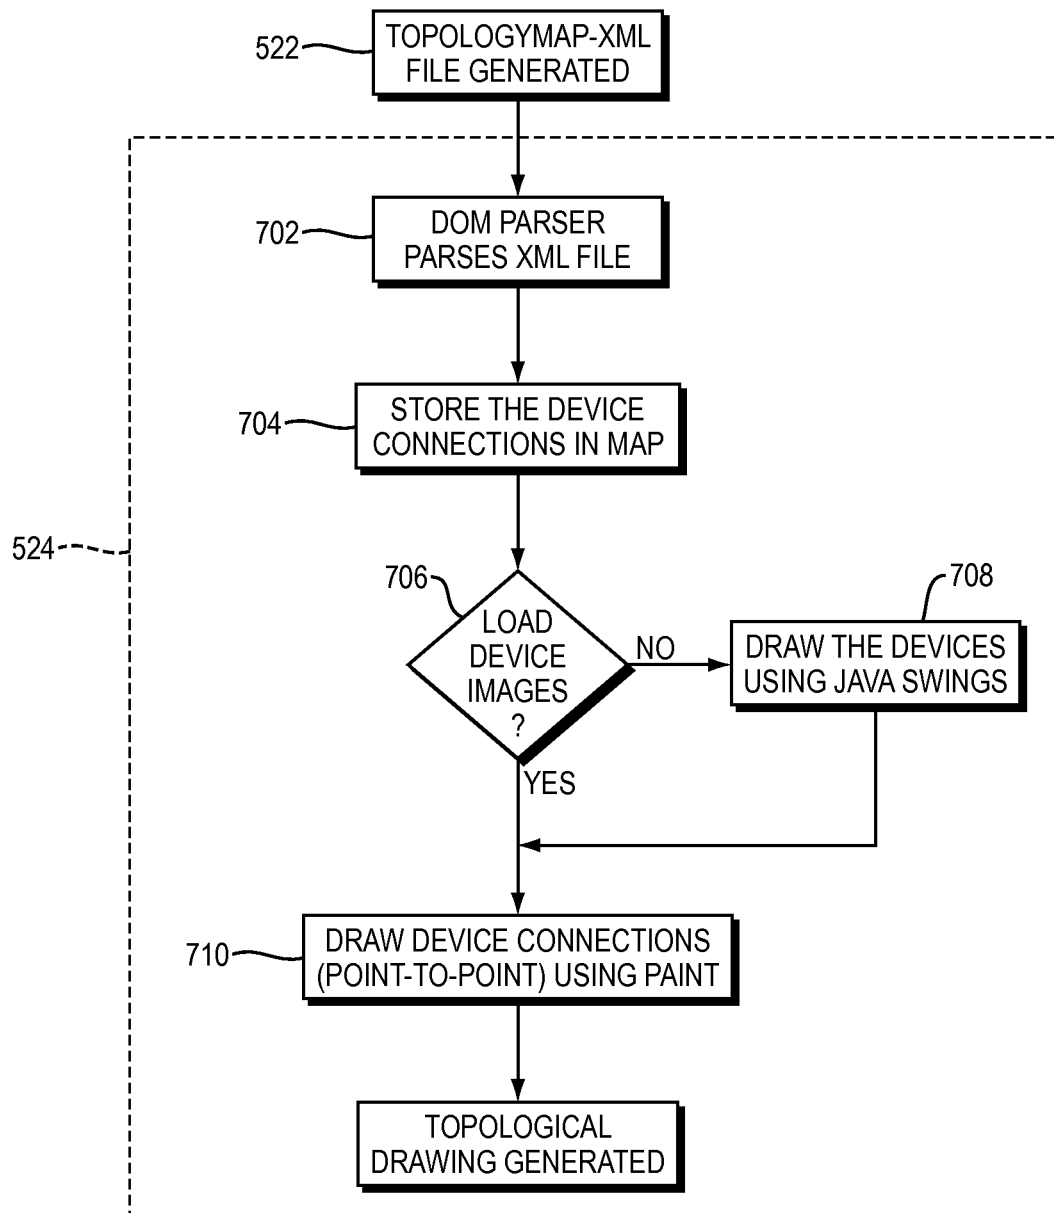 522
TOPOLOGYMAP-XML
FILE GENERATED
702
DOM PARSER
PARSES XML FILE
704
STORE THE DEVICE
CONNECTIONS IN MAP
524
706
LOAD
DEVICE
IMAGES
?
NO
708
DRAW THE DEVICES
USING JAVA SWINGS
YES
710
DRAW DEVICE CONNECTIONS
(POINT-TO-POINT) USING PAINT
TOPOLOGICAL
DRAWING GENERATED